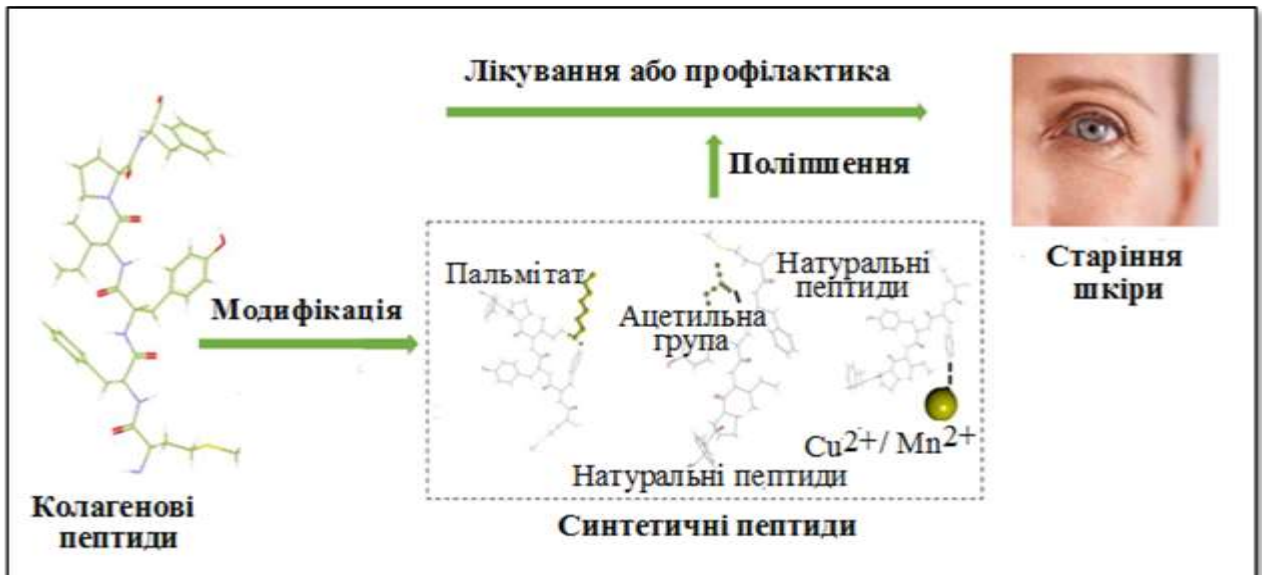 Лікування або профілактика
Поліпшення
Старіння
шкіри
Модифікація
Пальмітат
Ацетильна
група
Натуральні
пептиди
Cu2+/ Mn2+
Натуральні пептиди
Синтетичні пептиди
Колагенові
пептиди